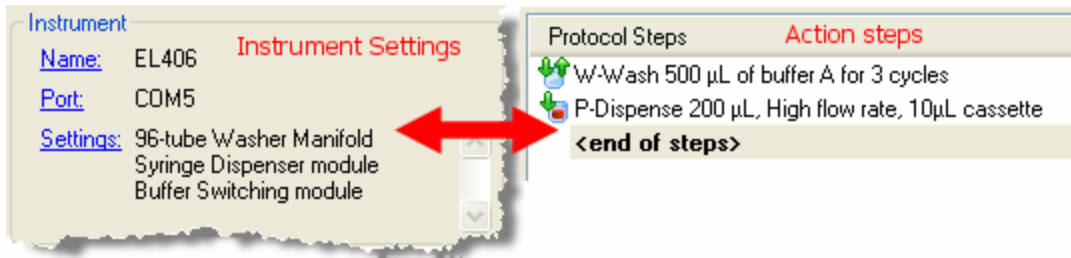 Instrument
Instrument Settings
Name: EL406
Port: COM5
Settings: 96-tube Washer Manifold
Syringe Dispenser module
Buffer Switching module
Protocol Steps Action steps
W-Wash 500 µL of buffer A for 3 cycles
P-Dispense 200 µL, High flow rate, 10µL cassette
<end of steps>